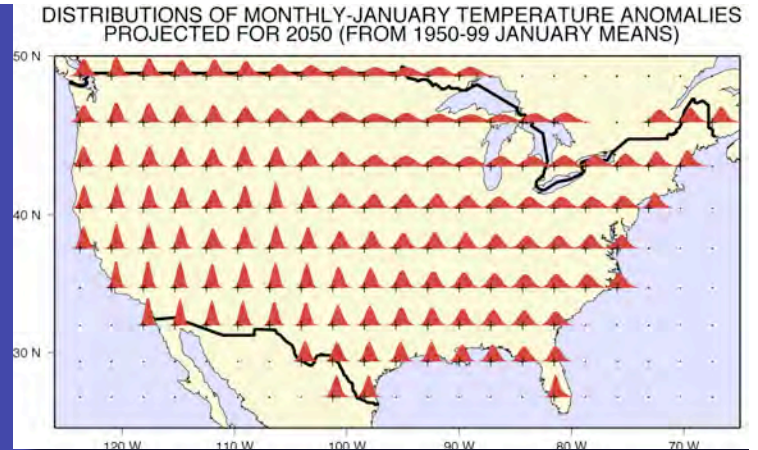 DISTRIBUTIONS OF MONTHLY-JANUARY TEMPERATURE ANOMALIES
PROJECTED FOR 2050 (FROM 1950-99 JANUARY MEANS)
50 N
40 N
30 N
120 W 110 W 100 W 90 W 80 W 70 W